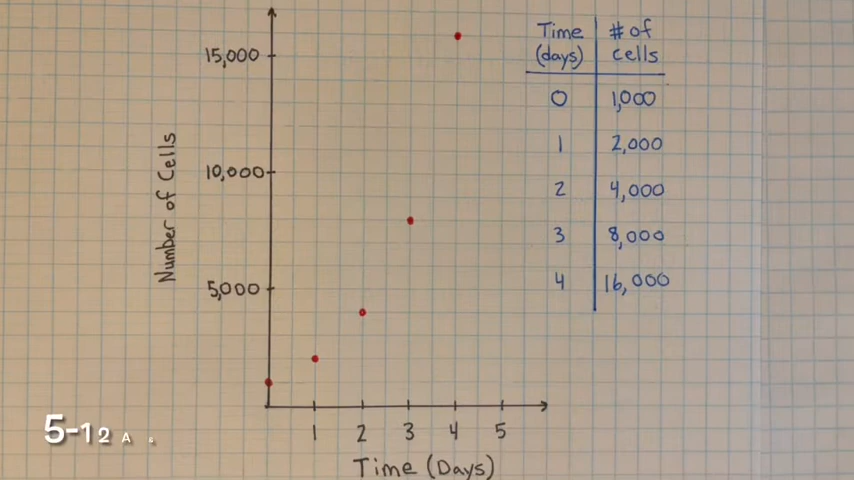 15,000
10,000
5,000
Number of Cells
1 2 3 4 5
Time (Days)
Time (days) | # of cells
0 | 1,000
1 | 2,000
2 | 4,000
3 | 8,000
4 | 16,000
5-12 A